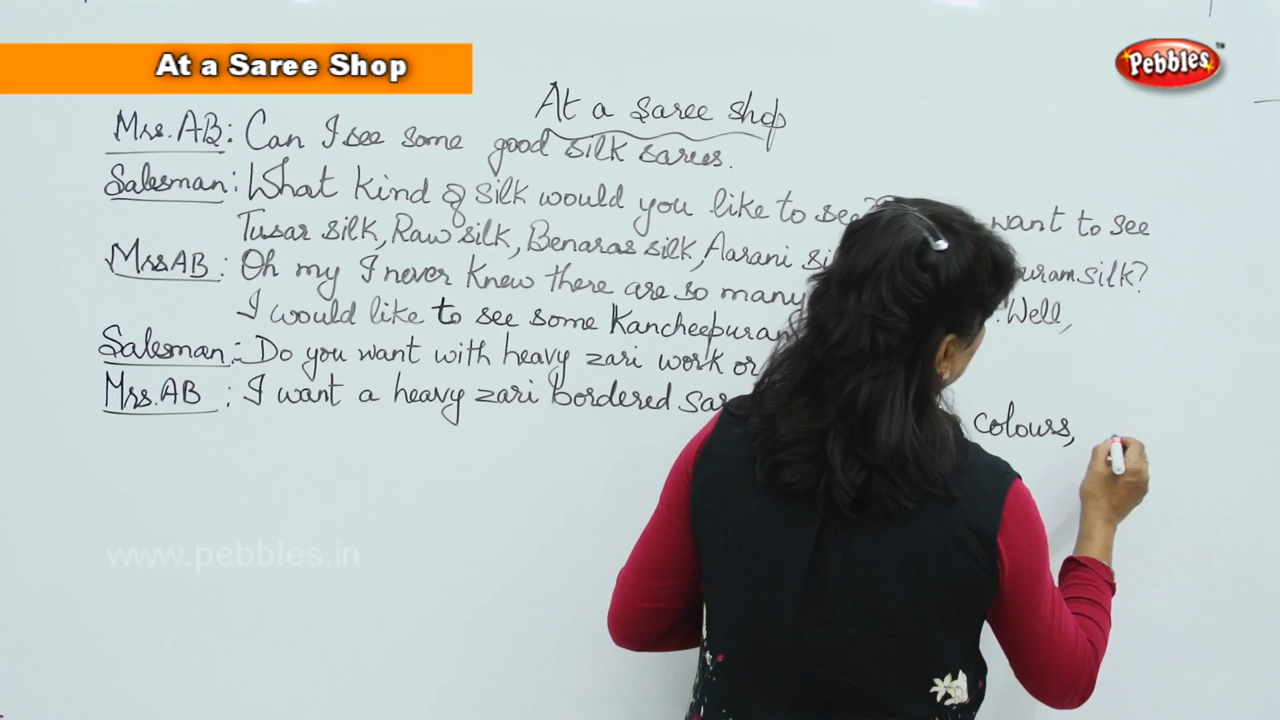 At a Saree Shop
Pebbles
At a saree shop
Mrs. AB: Can I see some good silk sarees.
Salesman: What kind of silk would you like to see? want to see
Tusar silk, Raw silk, Benaras silk, Aarani uram silk?
Mrs AB: Oh my I never knew there are so many
I would like to see some Kancheepuram . Well,
Salesman: Do you want with heavy zari work or
Mrs. AB: I want a heavy zari bordered colours,
www.pebbles.in